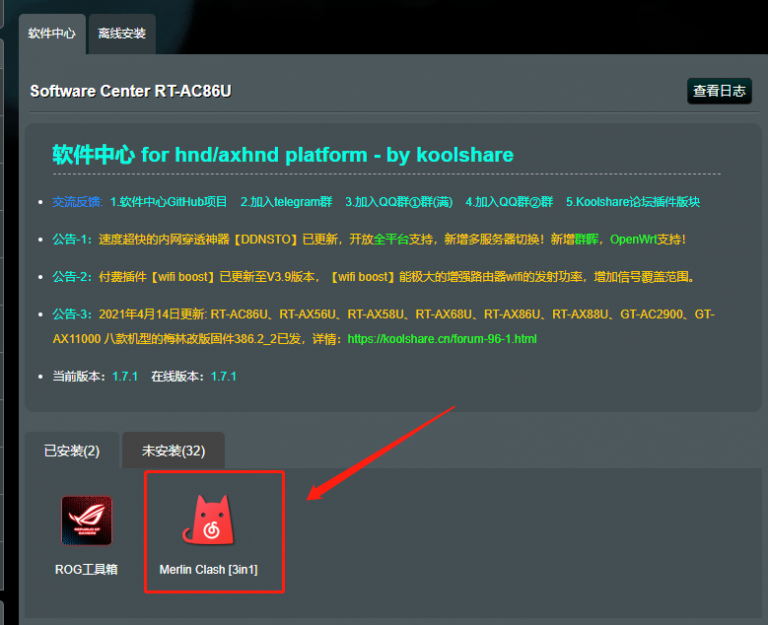 软件中心 离线安装
Software Center RT-AC86U 查看日志
软件中心 for hnd/axhnd platform - by koolshare
交流反馈: 1.软件中心GitHub项目 2.加入telegram群 3.加入QQ群①群(满) 4.加入QQ群②群 5.Koolshare论坛插件版块
公告-1：速度超快的内网穿透神器【DDNSTO】已更新，开放全平台支持，新增多服务器切换！新增群晖，OpenWrt支持！
公告-2：付费插件【wifi boost】已更新至V3.9版本，【wifi boost】能极大的增强路由器wifi的发射功率，增加信号覆盖范围。
公告-3：2021年4月14日更新: RT-AC86U、RT-AX56U、RT-AX58U、RT-AX68U、RT-AX86U、RT-AX88U、GT-AC2900、GT-
AX11000 八款机型的梅林改版固件386.2_2已发，详情：https://koolshare.cn/forum-96-1.html
当前版本：1.7.1 在线版本：1.7.1
已安装(2) 未安装(32)
ROG工具箱 Merlin Clash [3in1]